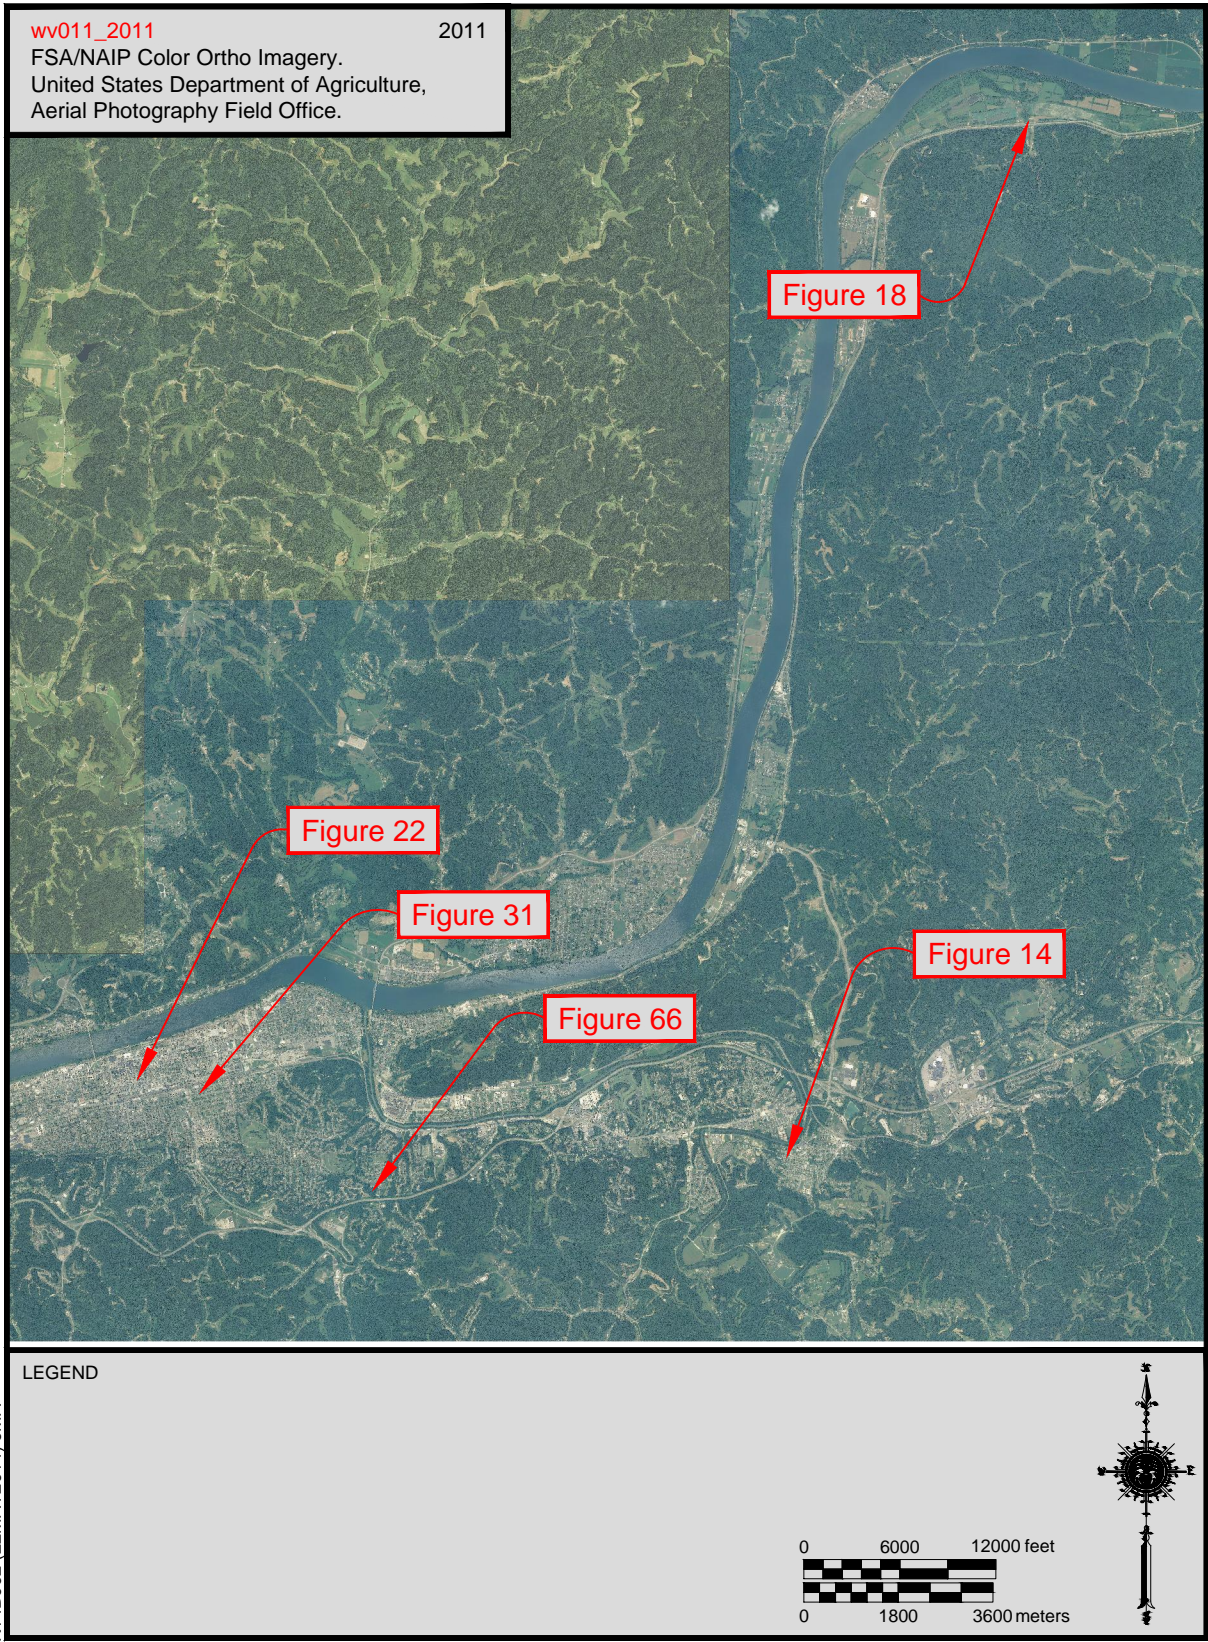 wv011_2011 2011
FSA/NAIP Color Ortho Imagery.
United States Department of Agriculture,
Aerial Photography Field Office.
Figure 18
Figure 22
Figure 31
Figure 14
Figure 66
LEGEND
0 6000 12000 feet
0 1800 3600 meters